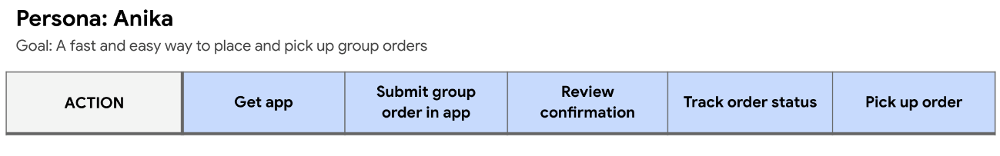 Persona: Anika
Goal: A fast and easy way to place and pick up group orders
ACTION
Get app
Submit group
order in app
Review
confirmation
Track order status
Pick up order